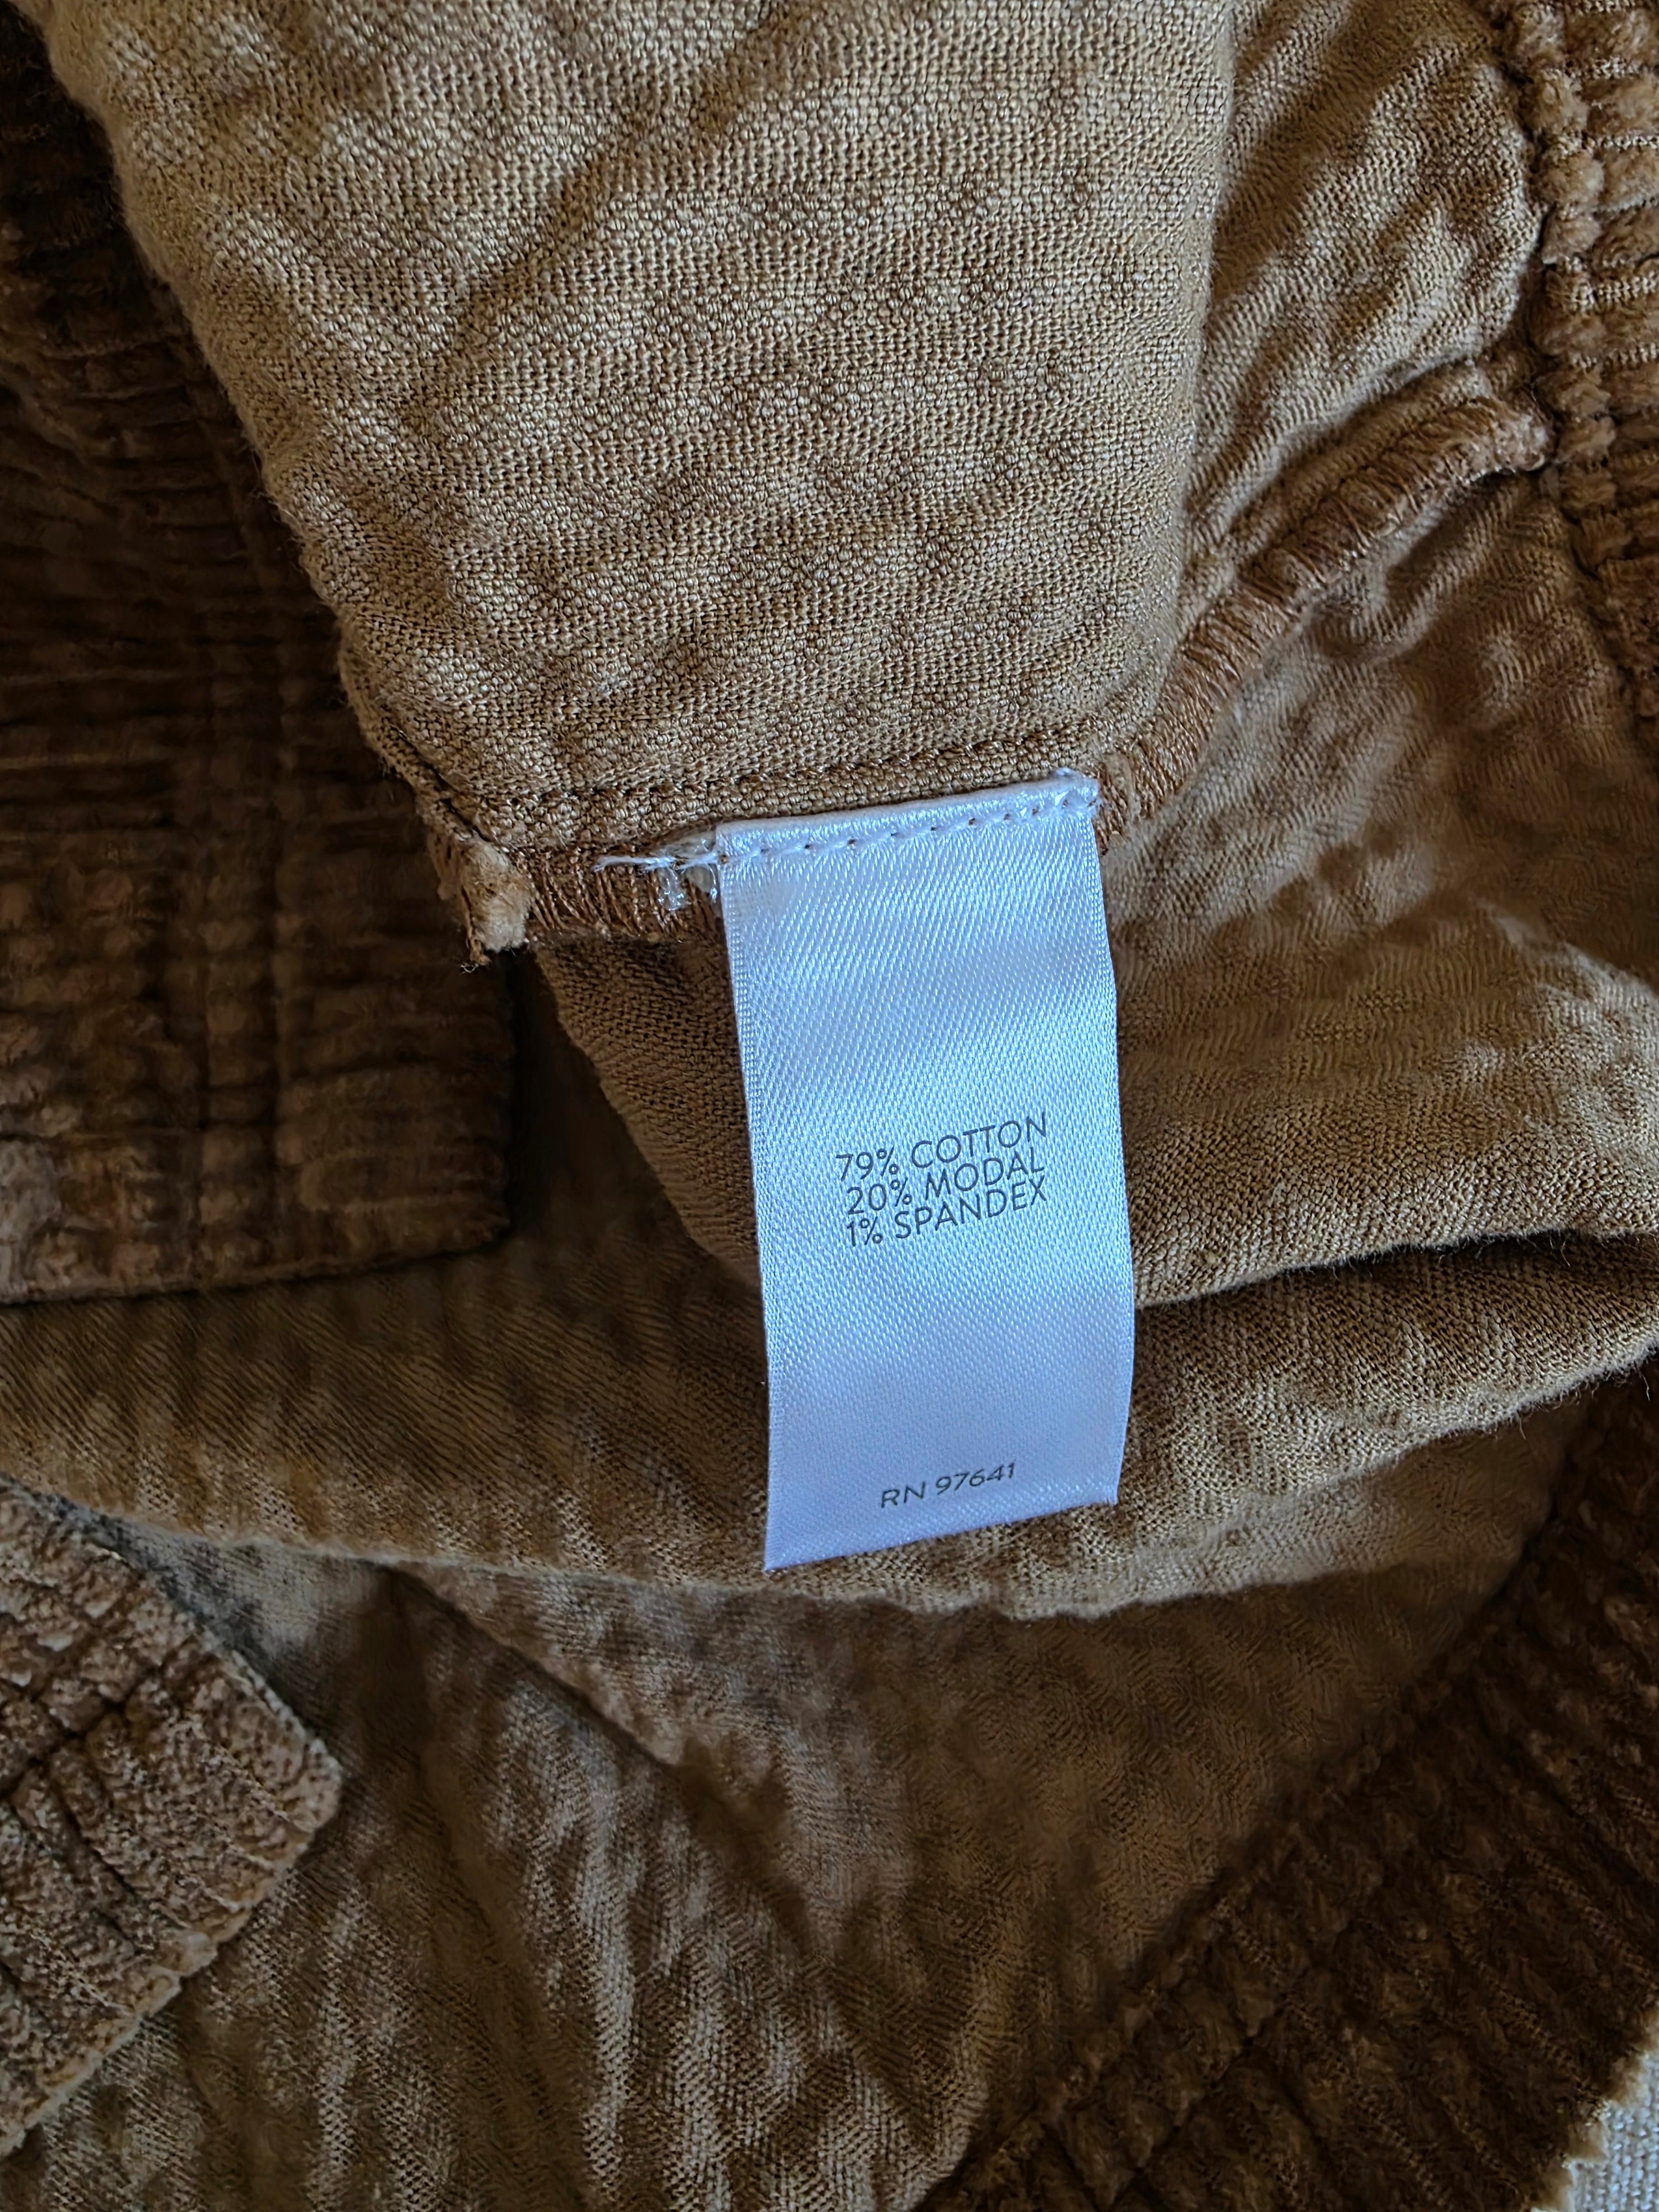 79% COTTON
20% MODAL
1% SPANDEX
RN 97641